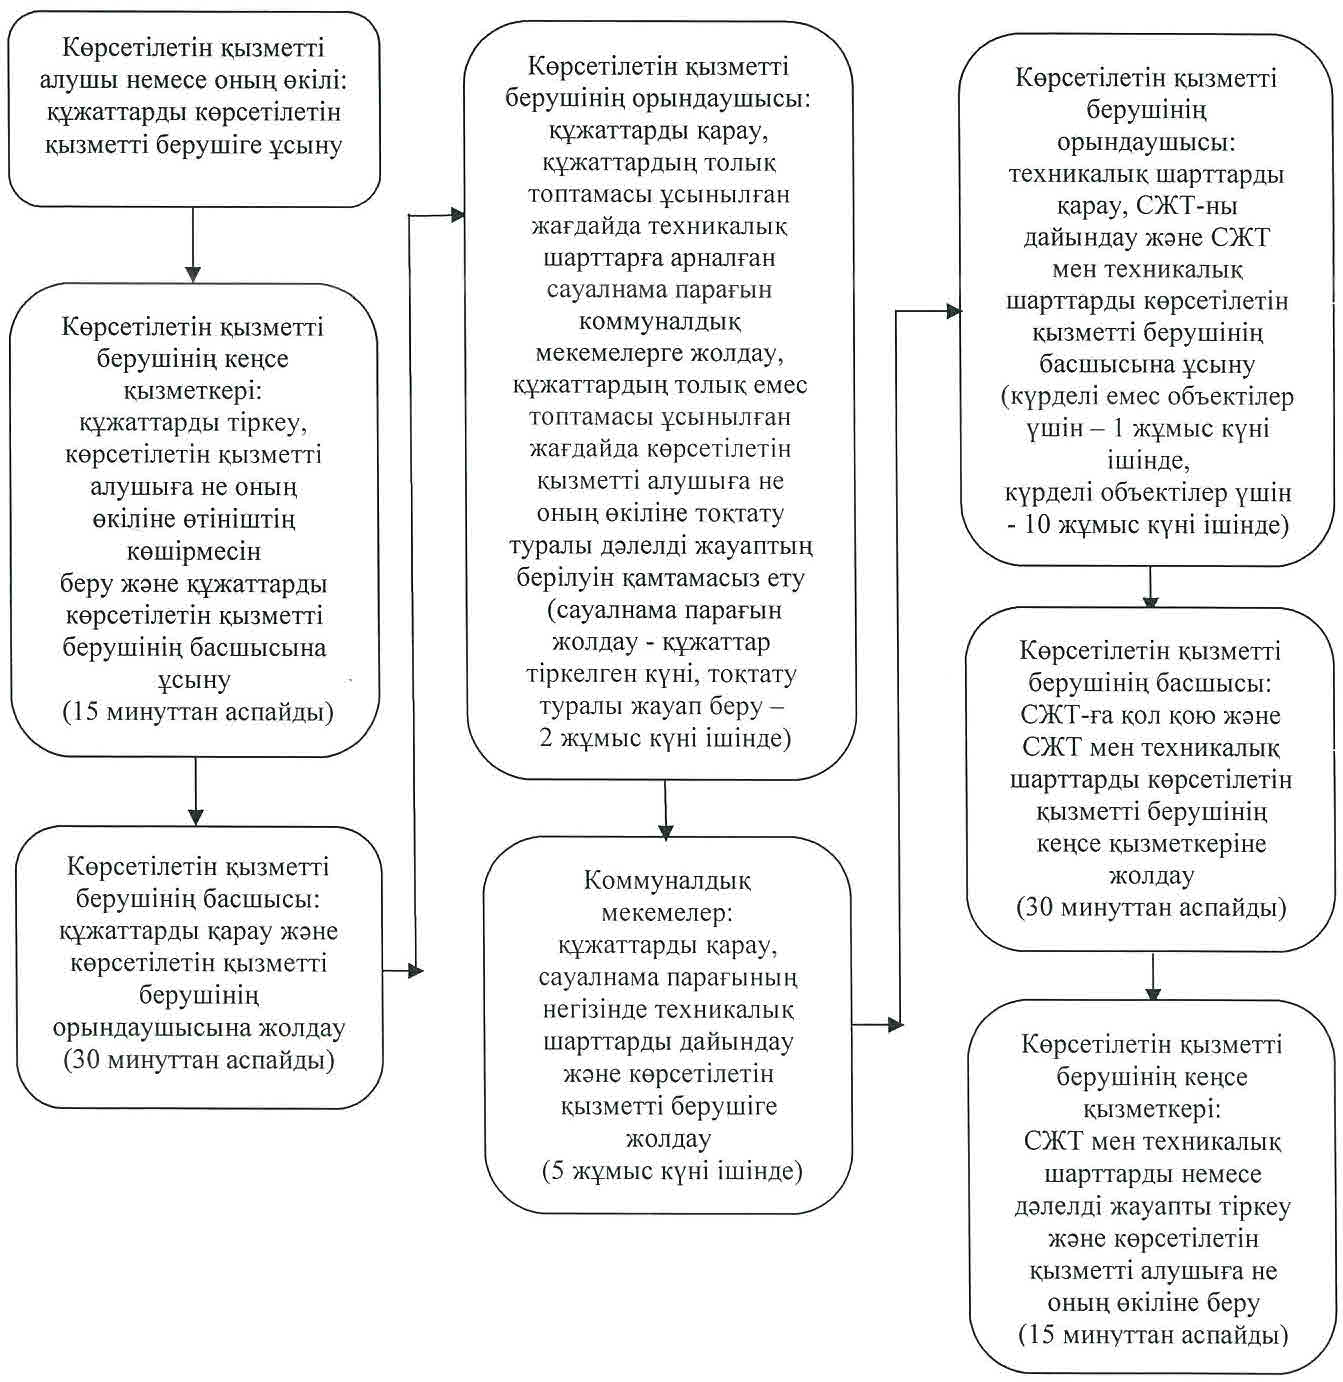 Көрсетілетін қызметті
алушы немесе оның өкілі:
құжаттарды көрсетілетін
қызметті берушіге ұсыну
Көрсетілетін қызметті
берушінің кеңсе
қызметкері:
құжаттарды тіркеу,
көрсетілетін қызметті
алушыға не оның
өкіліне өтініштің
көшірмесін
беру және құжаттарды
көрсетілетін қызметті
берушінің басшысына
ұсыну
(15 минуттан аспайды)
Көрсетілетін қызметті
берушінің басшысы:
құжаттарды қарау және
көрсетілетін қызметті
берушінің
орындаушысына жолдау
(30 минуттан аспайды)
Көрсетілетін қызметті
берушінің орындаушысы:
құжаттарды қарау,
құжаттардың толық
топтамасы ұсынылған
жағдайда техникалық
шарттарға арналған
сауалнама парағын
коммуналдық
мекемелерге жолдау,
құжаттардың толық емес
топтамасы ұсынылған
жағдайда көрсетілетін
қызметті алушыға не
оның өкіліне тоқтату
туралы дәлелді жауаптың
берілуін қамтамасыз ету
(сауалнама парағын
жолдау - құжаттар
тіркелген күні, тоқтату
туралы жауап беру –
2 жұмыс күні ішінде)
Коммуналдық
мекемелер:
құжаттарды қарау,
сауалнама парағының
негізінде техникалық
шарттарды дайындау
және көрсетілетін
қызметті берушіге
жолдау
(5 жұмыс күні ішінде)
Көрсетілетін қызметті
берушінің
орындаушысы:
техникалық шарттарды
қарау, СЖТ-ны
дайындау және СЖТ
мен техникалық
шарттарды көрсетілетін
қызметті берушінің
басшысына ұсыну
(күрделі емес объектілер
үшін – 1 жұмыс күні
ішінде,
күрделі объектілер үшін
- 10 жұмыс күні ішінде)
Көрсетілетін қызметті
берушінің басшысы:
СЖТ-ға қол қою және
СЖТ мен техникалық
шарттарды көрсетілетін
қызметті берушінің
кеңсе қызметкеріне
жолдау
(30 минуттан аспайды)
Көрсетілетін қызметті
берушінің кеңсе
қызметкері:
СЖТ мен техникалық
шарттарды немесе
дәлелді жауапты тіркеу
және көрсетілетін
қызметті алушыға не
оның өкіліне беру
(15 минуттан аспайды)